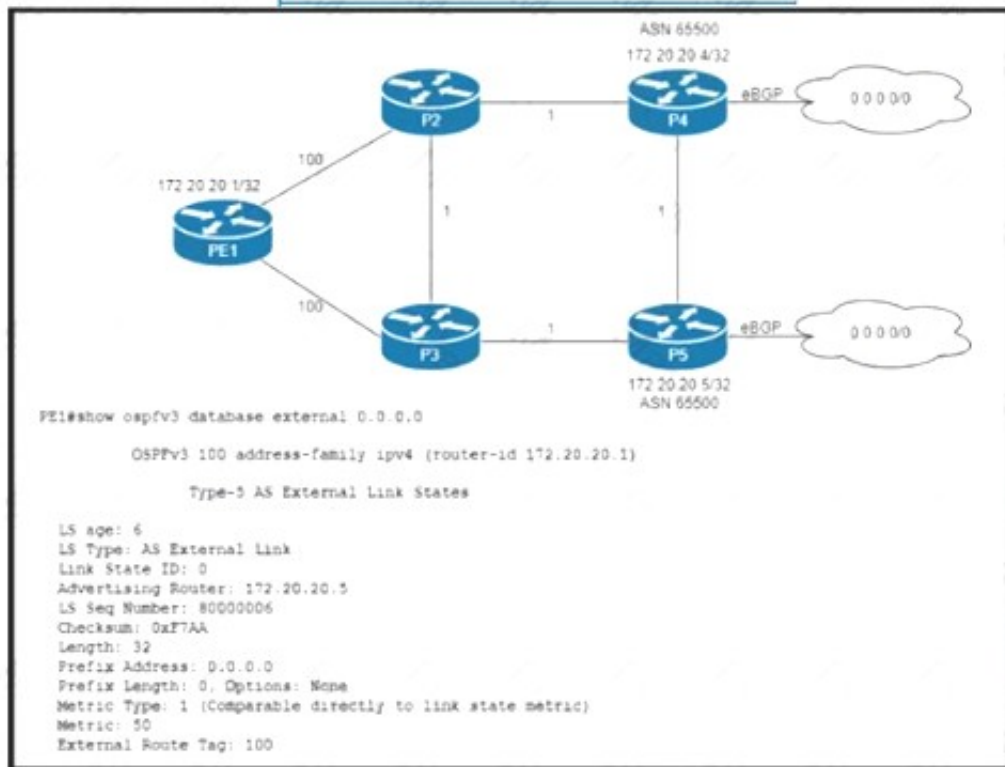 ASN 65500
172 20 20 4/32
eBGP
0 0 0 0/0
P2
1
P4
100
172 20 20 1/32
1
1
PE1
100
eBGP
0 0 0 0/0
P3
1
P5
172 20 20 5/32
ASN 65500
PE1#show ospfv3 database external 0.0.0.0
OSPFv3 100 address-family ipv4 (router-id 172.20.20.1)
Type-5 AS External Link States
LS age: 6
LS Type: AS External Link
Link State ID: 0
Advertising Router: 172.20.20.5
LS Seq Number: 80000006
Checksum: 0xF7AA
Length: 32
Prefix Address: 0.0.0.0
Prefix Length: 0, Options: None
Metric Type: 1 (Comparable directly to link state metric)
Metric: 50
External Route Tag: 100